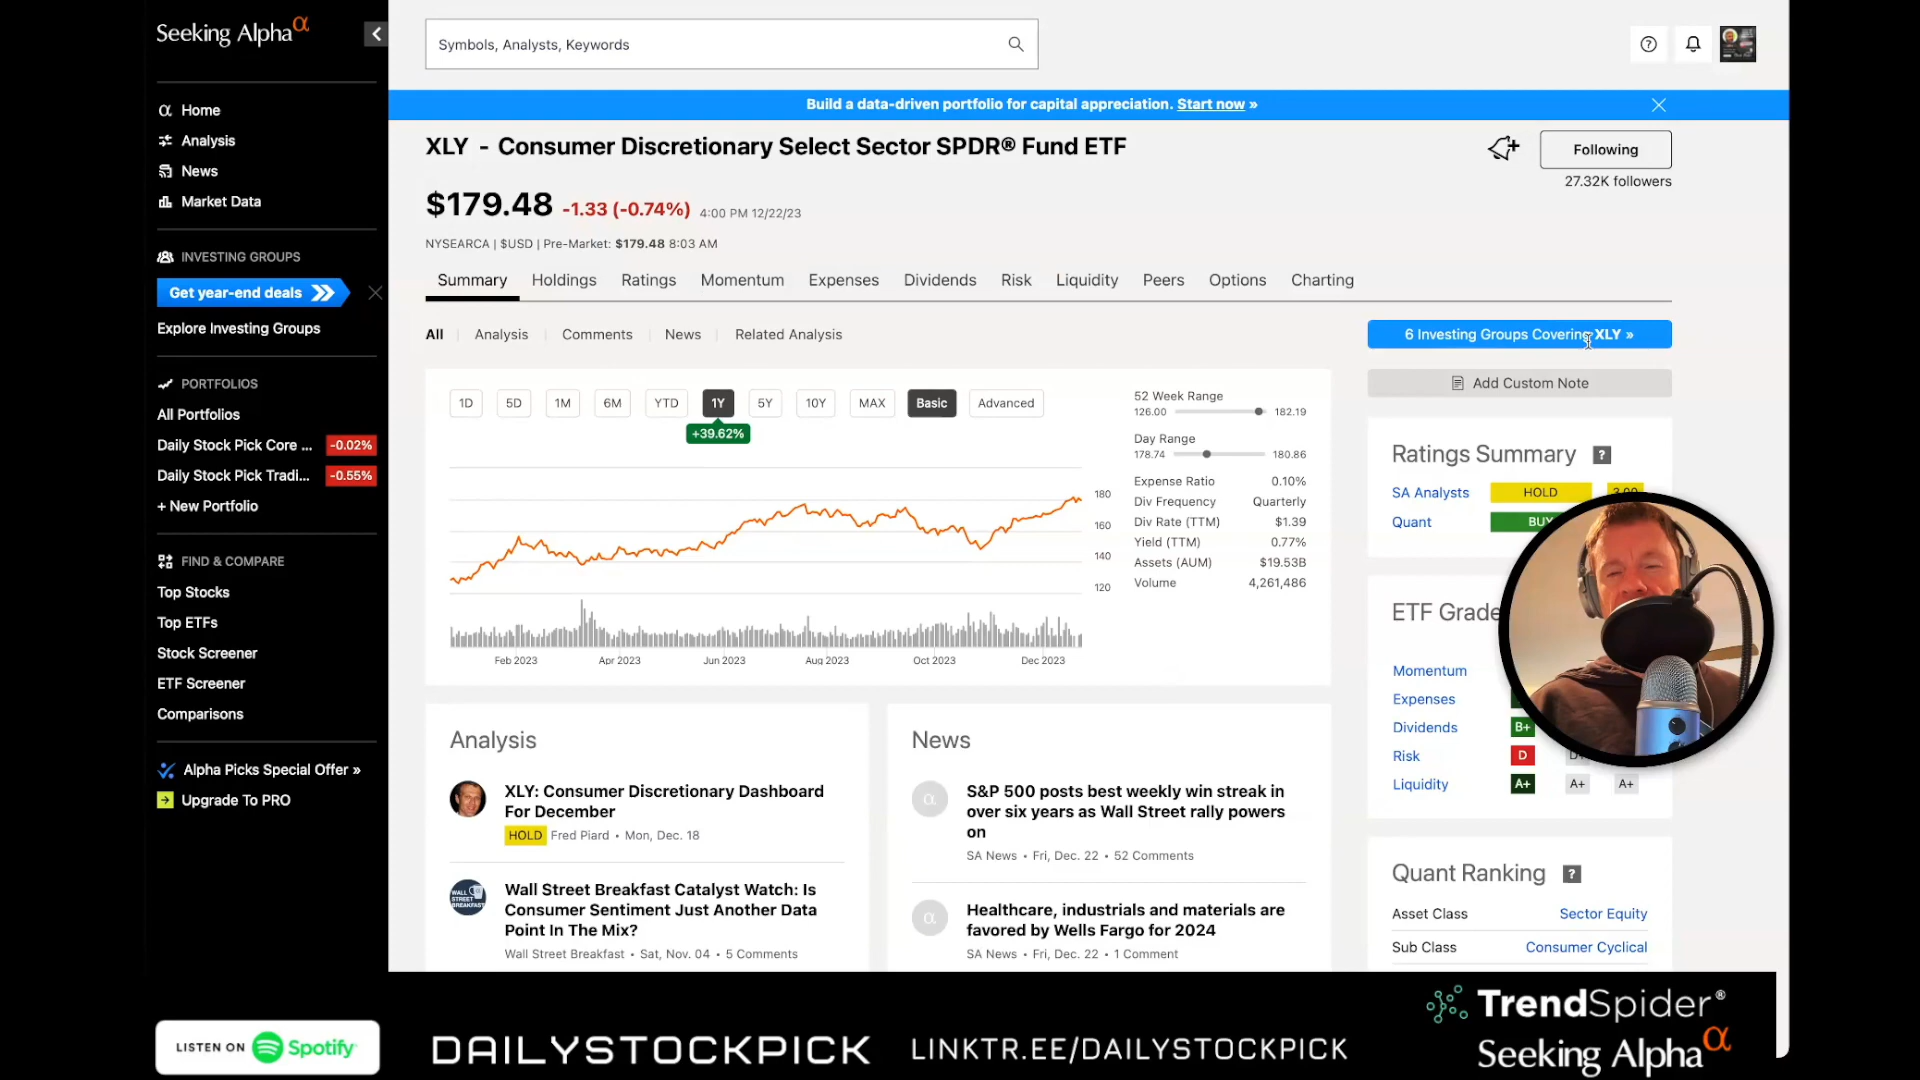 Seeking Alpha α
Symbols, Analysts, Keywords
Home
Analysis
News
Market Data
INVESTING GROUPS
Get year-end deals
Explore Investing Groups
PORTFOLIOS
All Portfolios
Daily Stock Pick Core ... -0.02%
Daily Stock Pick Tradi... -0.55%
+ New Portfolio
FIND & COMPARE
Top Stocks
Top ETFs
Stock Screener
ETF Screener
Comparisons
Alpha Picks Special Offer »
Upgrade To PRO
Build a data-driven portfolio for capital appreciation. Start now »
XLY - Consumer Discretionary Select Sector SPDR® Fund ETF
Following
27.32K followers
$179.48 -1.33 (-0.74%) 4:00 PM 12/22/23
NYSEARCA | $USD | Pre-Market: $179.48 8:03 AM
Summary Holdings Ratings Momentum Expenses Dividends Risk Liquidity Peers Options Charting
All Analysis Comments News Related Analysis
6 Investing Groups Covering XLY »
Add Custom Note
1D 5D 1M 6M YTD 1Y 5Y 10Y MAX Basic Advanced
+39.62%
180
160
140
120
Feb 2023 Apr 2023 Jun 2023 Aug 2023 Oct 2023 Dec 2023
52 Week Range
126.00 182.19
Day Range
178.74 180.86
Expense Ratio 0.10%
Div Frequency Quarterly
Div Rate (TTM) $1.39
Yield (TTM) 0.77%
Assets (AUM) $19.53B
Volume 4,261,486
Ratings Summary ?
SA Analysts HOLD 3.00
Quant BUY
ETF Grade
Momentum
Expenses
Dividends B+
Risk D
Liquidity A+ A+ A+
Quant Ranking ?
Asset Class Sector Equity
Sub Class Consumer Cyclical
Analysis
XLY: Consumer Discretionary Dashboard
For December
HOLD Fred Piard • Mon, Dec. 18
WALL STREET BREAKFAST
Wall Street Breakfast Catalyst Watch: Is
Consumer Sentiment Just Another Data
Point In The Mix?
Wall Street Breakfast • Sat, Nov. 04 • 5 Comments
News
S&P 500 posts best weekly win streak in
over six years as Wall Street rally powers
on
SA News • Fri, Dec. 22 • 52 Comments
Healthcare, industrials and materials are
favored by Wells Fargo for 2024
SA News • Fri, Dec. 22 • 1 Comment
LISTEN ON Spotify
DAILYSTOCKPICK
LINKTR.EE/DAILYSTOCKPICK
TrendSpider®
Seeking Alpha α